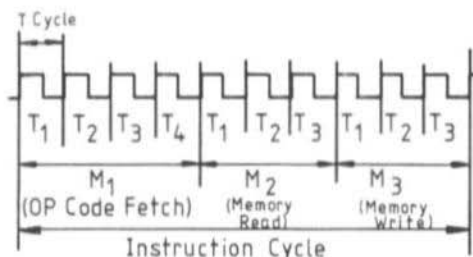 T Cycle
T1 T2 T3 T4 T1 T2 T3 T1 T2 T3
M1 M2 M3
(OP Code Fetch) (Memory Read) (Memory Write)
Instruction Cycle